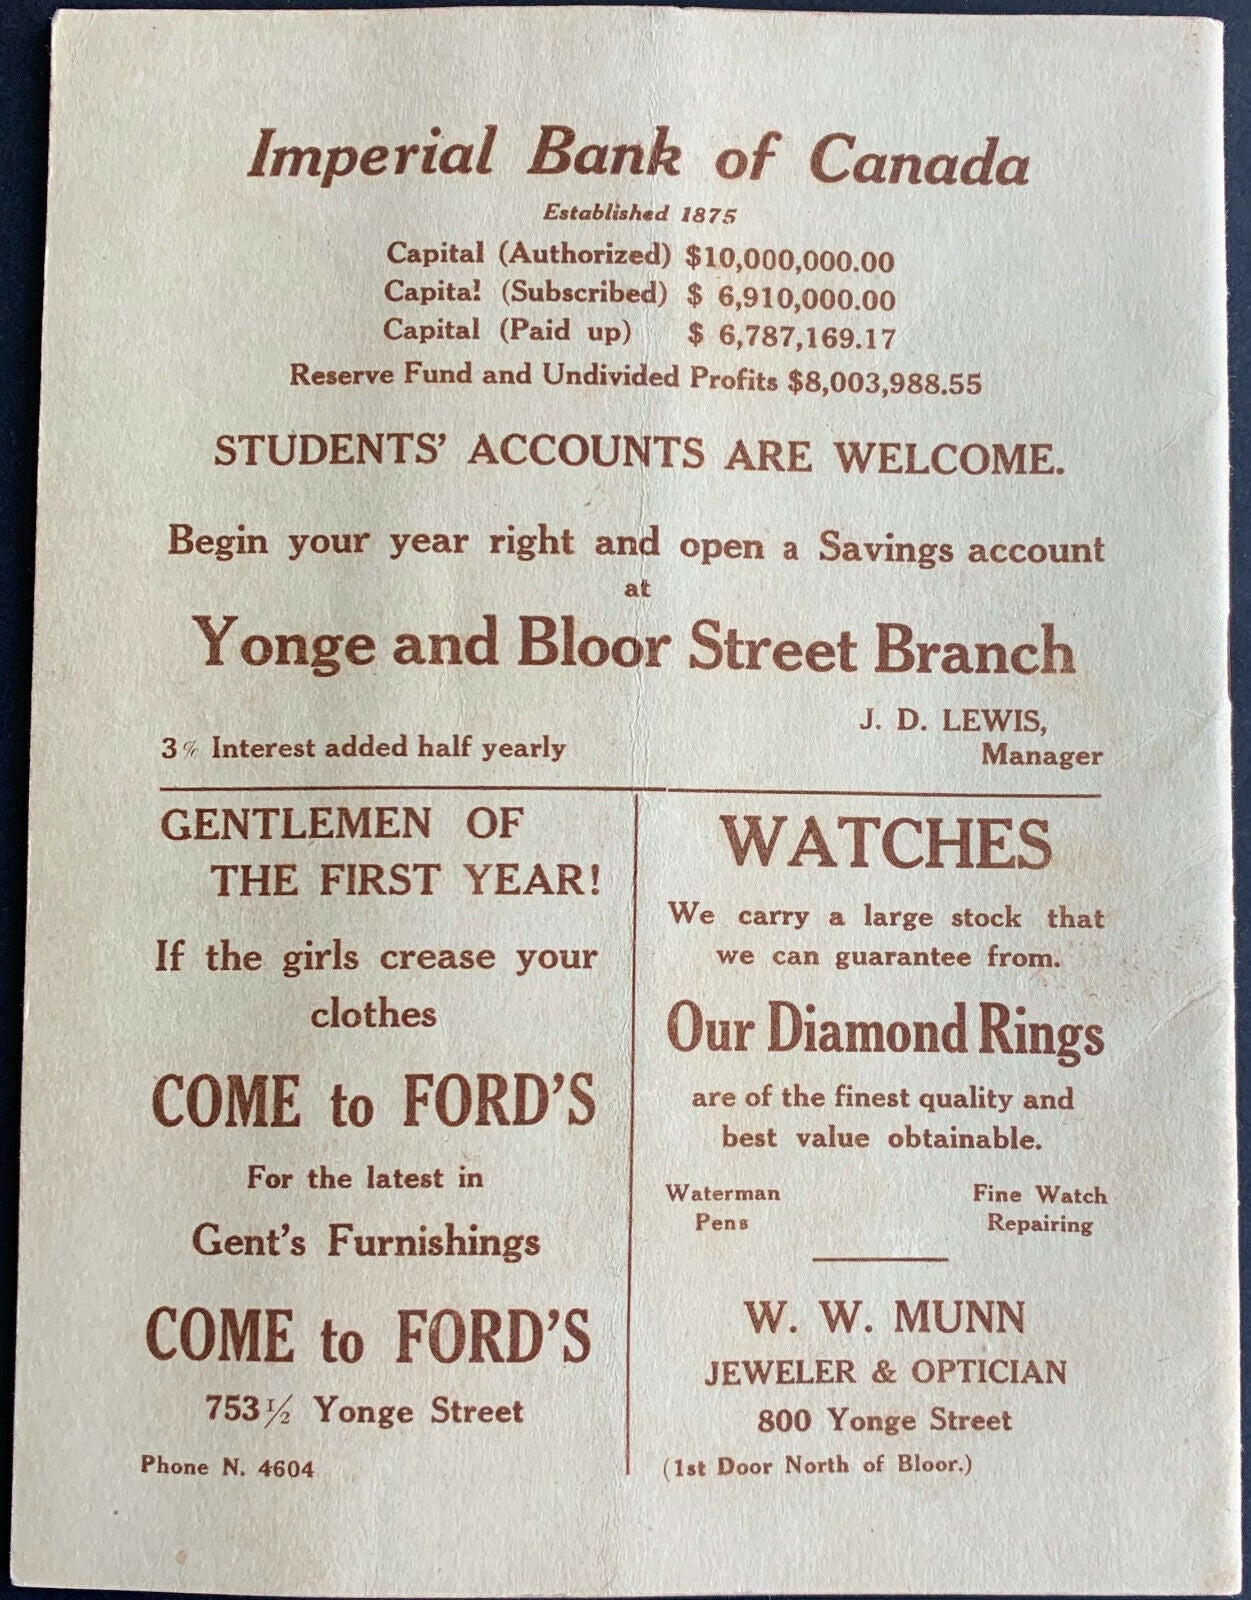 Imperial Bank of Canada
Established 1875
Capital (Authorized) $10,000,000.00
Capital (Subscribed) $ 6,910,000.00
Capital (Paid up) $ 6,787,169.17
Reserve Fund and Undivided Profits $8,003,988.55
STUDENTS' ACCOUNTS ARE WELCOME.
Begin your year right and open a Savings account
at
Yonge and Bloor Street Branch
J. D. LEWIS,
3% Interest added half yearly
Manager
GENTLEMEN OF
THE FIRST YEAR!
If the girls crease your
clothes
COME to FORD'S
For the latest in
Gent's Furnishings
COME to FORD'S
753 1/2 Yonge Street
Phone N. 4604
WATCHES
We carry a large stock that
we can guarantee from.
Our Diamond Rings
are of the finest quality and
best value obtainable.
Waterman Fine Watch
Pens Repairing
W. W. MUNN
JEWELER & OPTICIAN
800 Yonge Street
(1st Door North of Bloor.)